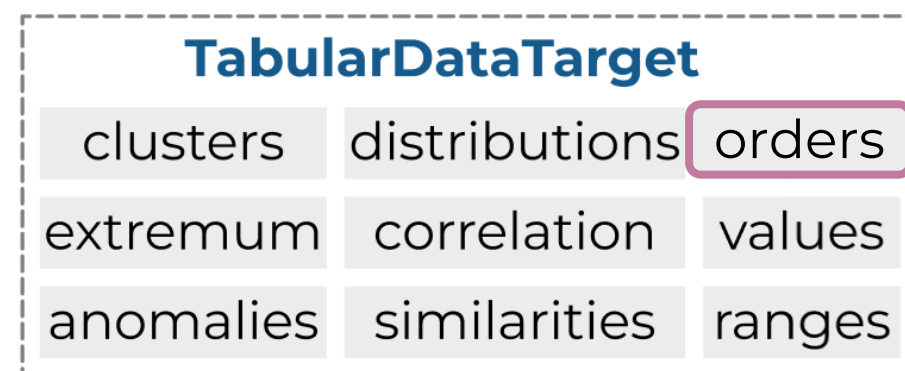 TabularDataTarget
clusters distributions orders
extremum correlation values
anomalies similarities ranges